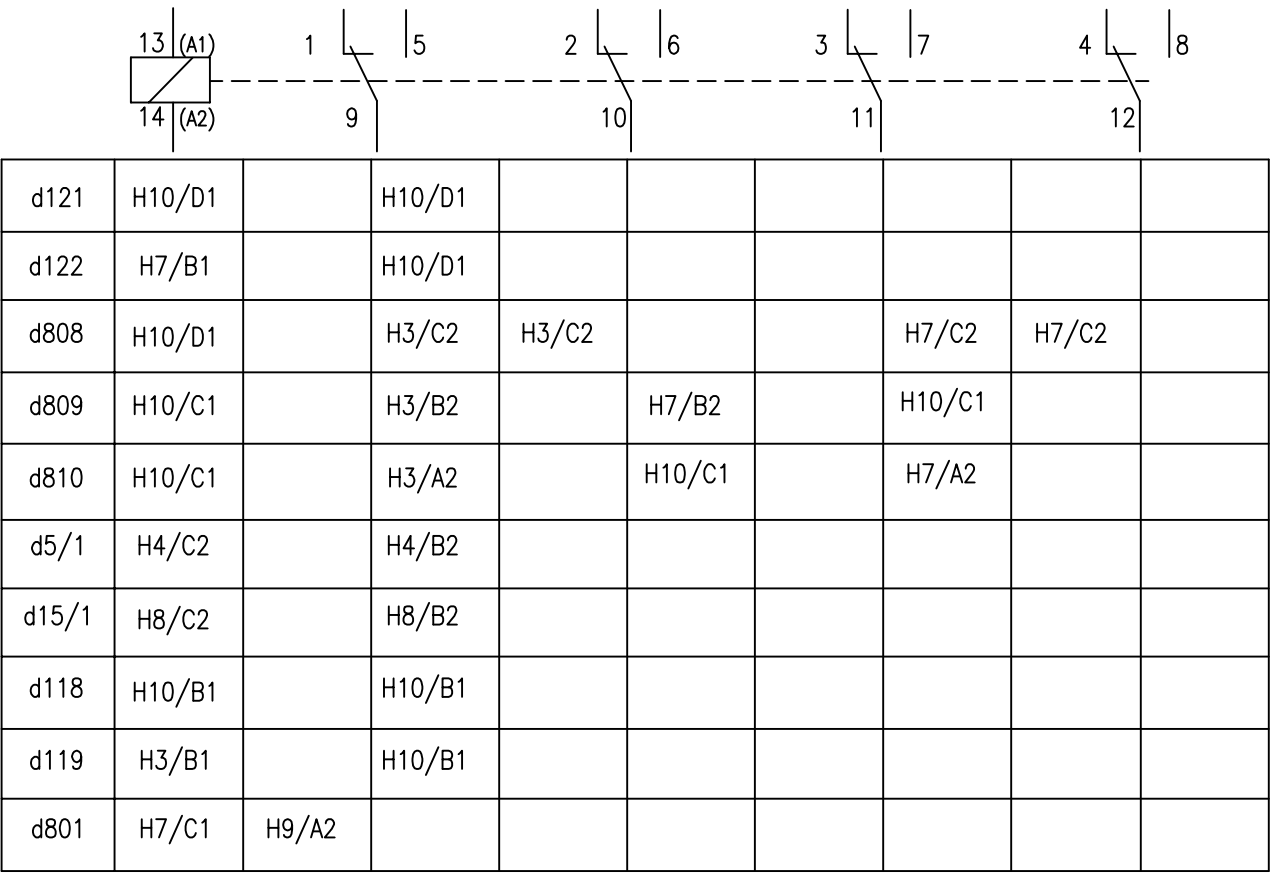 13 (A1) 1 5 2 6 3 7 4 8
14 (A2) 9 10 11 12
d121 H10/D1 H10/D1
d122 H7/B1 H10/D1
d808 H10/D1 H3/C2 H3/C2 H7/C2 H7/C2
d809 H10/C1 H3/B2 H7/B2 H10/C1
d810 H10/C1 H3/A2 H10/C1 H7/A2
d5/1 H4/C2 H4/B2
d15/1 H8/C2 H8/B2
d118 H10/B1 H10/B1
d119 H3/B1 H10/B1
d801 H7/C1 H9/A2